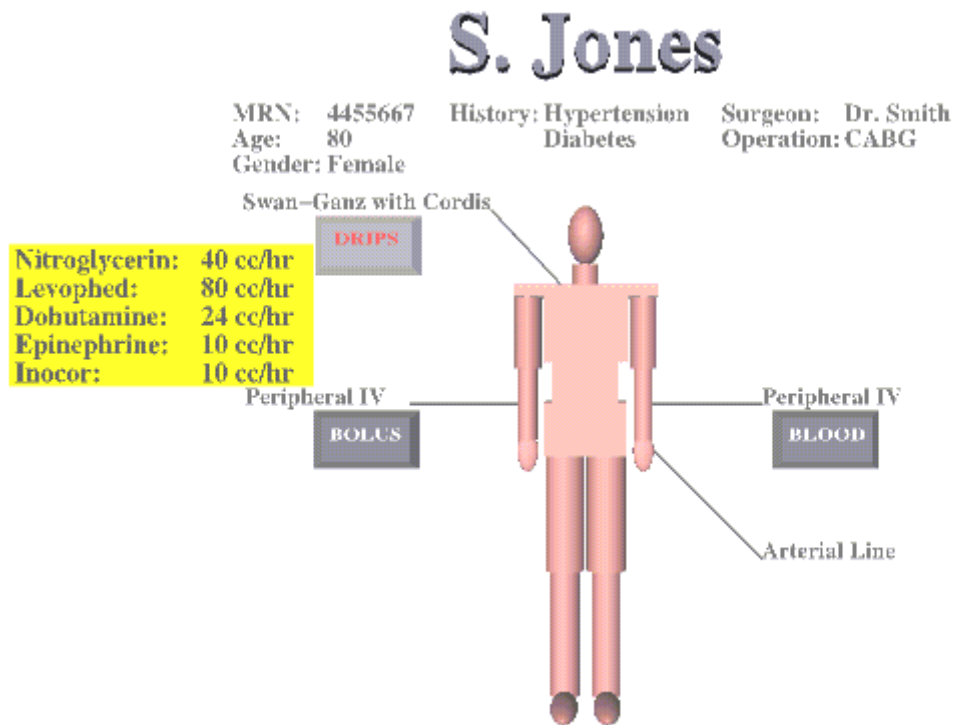 S. Jones
MRN: 4455667 History: Hypertension Surgeon: Dr. Smith
Age: 80 Diabetes Operation: CABG
Gender: Female
Swan-Ganz with Cordis
DRIPS
Nitroglycerin: 40 cc/hr
Levophed: 80 cc/hr
Dobutamine: 24 cc/hr
Epinephrine: 10 cc/hr
Inocor: 10 cc/hr
Peripheral IV Peripheral IV
BOLUS BLOOD
Arterial Line